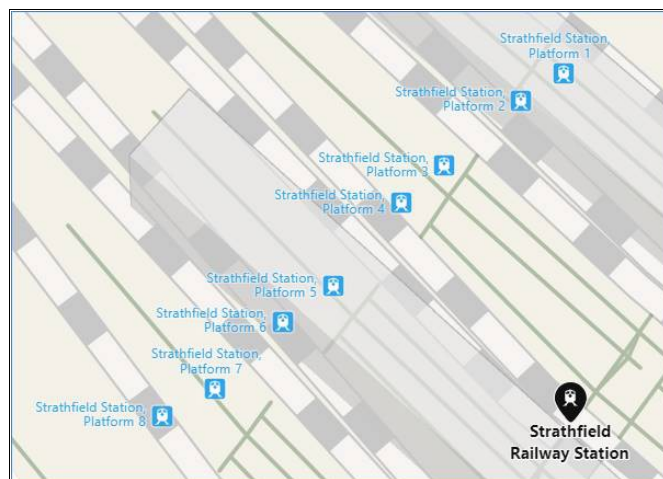 Strathfield Station,
Platform 1
Strathfield Station,
Platform 2
Strathfield Station,
Platform 3
Strathfield Station,
Platform 4
Strathfield Station,
Platform 5
Strathfield Station,
Platform 6
Strathfield Station,
Platform 7
Strathfield Station,
Platform 8
Strathfield
Railway Station